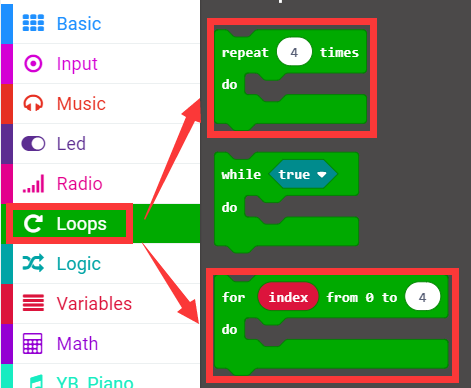 Basic
Input
Music
Led
Radio
Loops
Logic
Variables
Math
YB_Piano
repeat 4 times
do
while true
do
for index from 0 to 4
do